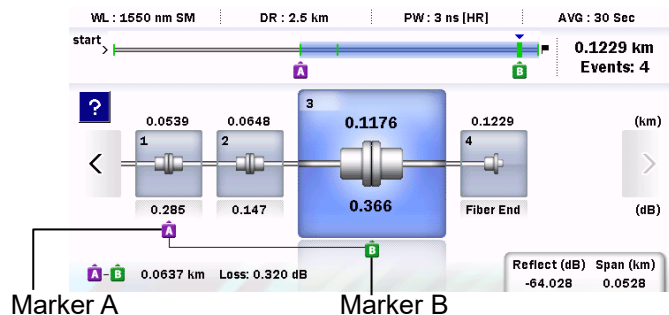 WL : 1550 nm SM DR : 2.5 km PW : 3 ns [HR] AVG : 30 Sec
start
A B
0.1229 km
Events: 4
?
0.0539 0.0648 3 0.1176 0.1229 (km)
1 2 4
0.285 0.147 0.366 Fiber End (dB)
A
B
A - B 0.0637 km Loss: 0.320 dB
Reflect (dB) Span (km)
-64.028 0.0528
Marker A Marker B